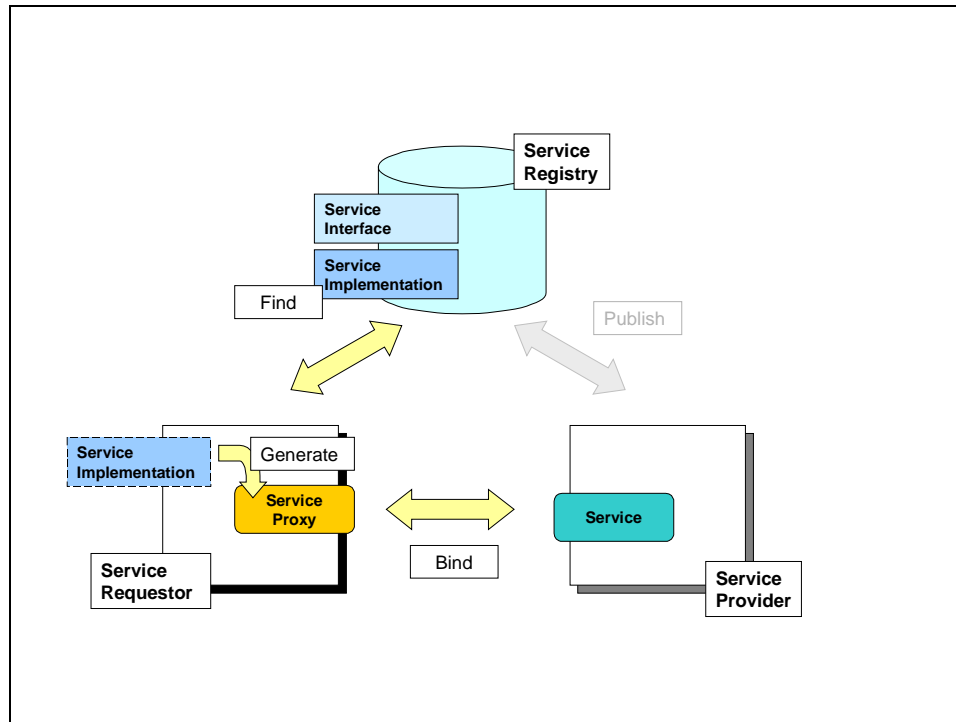 Service
Registry
Service
Interface
Service
Implementation
Find
Publish
Service
Implementation
Generate
Service
Proxy
Service
Bind
Service
Requestor
Service
Provider